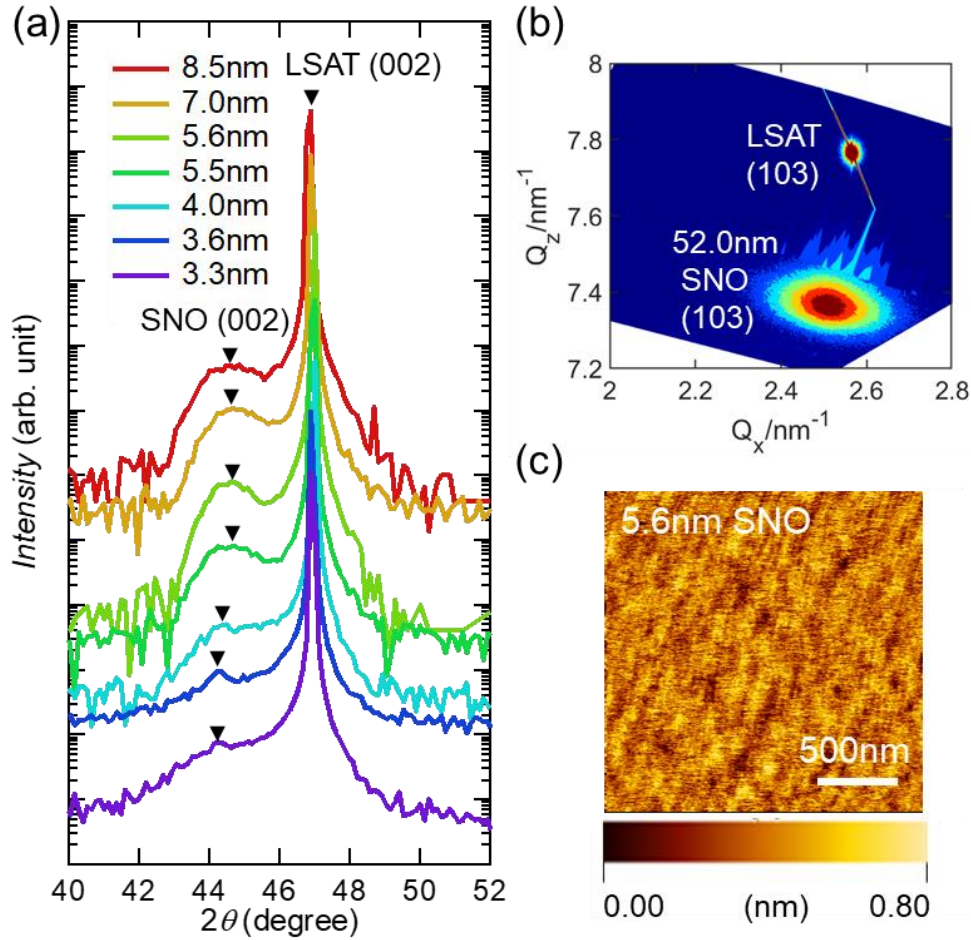 (a)
8.5nm
7.0nm
5.6nm
5.5nm
4.0nm
3.6nm
3.3nm
LSAT (002)
SNO (002)
Intensity (arb. unit)
40 42 44 46 48 50 52
2θ (degree)
(b)
8
7.8
7.6
7.4
7.2
Qz/nm-1
LSAT
(103)
52.0nm
SNO
(103)
2 2.2 2.4 2.6 2.8
Qx/nm-1
(c)
5.6nm SNO
500nm
0.00 (nm) 0.80